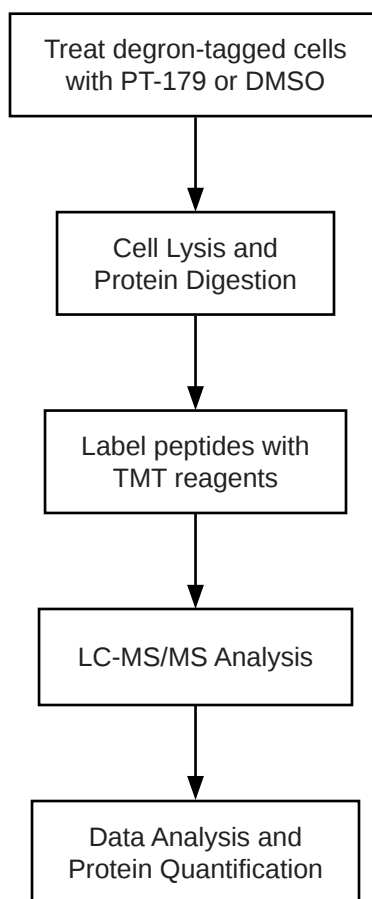 Treat degron-tagged cells
with PT-179 or DMSO
Cell Lysis and
Protein Digestion
Label peptides with
TMT reagents
LC-MS/MS Analysis
Data Analysis and
Protein Quantification